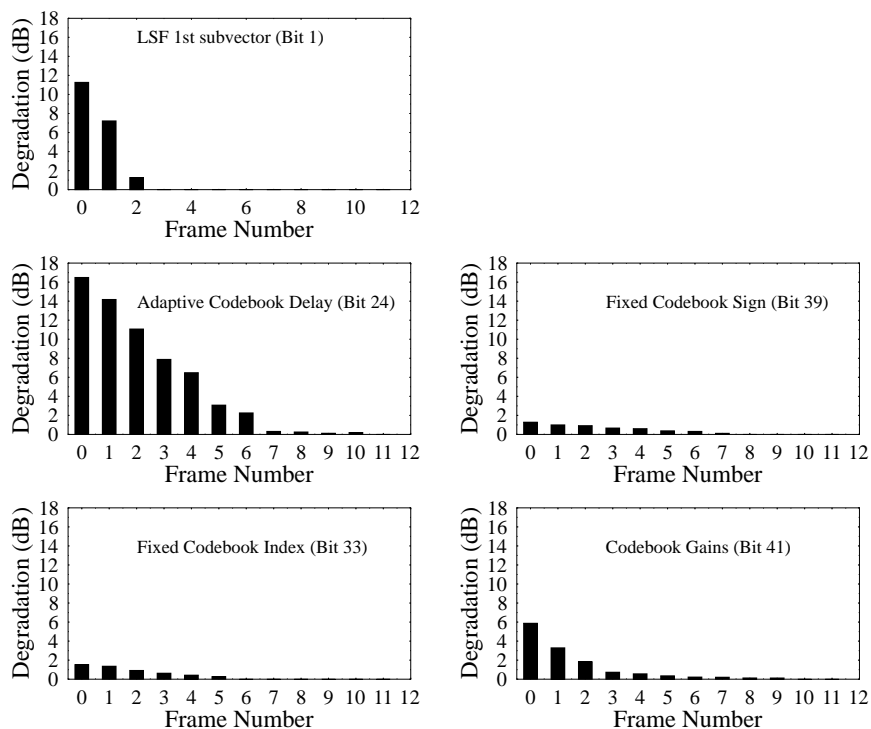 LSF 1st subvector (Bit 1)
Degradation (dB)
18
16
14
12
10
8
6
4
2
0
0 1 2 4 6 8 10 12
Frame Number
Adaptive Codebook Delay (Bit 24)
Degradation (dB)
18
16
14
12
10
8
6
4
2
0
0 1 2 3 4 5 6 7 8 9 10 11 12
Frame Number
Fixed Codebook Sign (Bit 39)
Degradation (dB)
18
16
14
12
10
8
6
4
2
0
0 1 2 3 4 5 6 7 8 9 10 11 12
Frame Number
Fixed Codebook Index (Bit 33)
Degradation (dB)
18
16
14
12
10
8
6
4
2
0
0 1 2 3 4 5 6 7 8 9 10 11 12
Frame Number
Codebook Gains (Bit 41)
Degradation (dB)
18
16
14
12
10
8
6
4
2
0
0 1 2 3 4 5 6 7 8 9 10 11 12
Frame Number